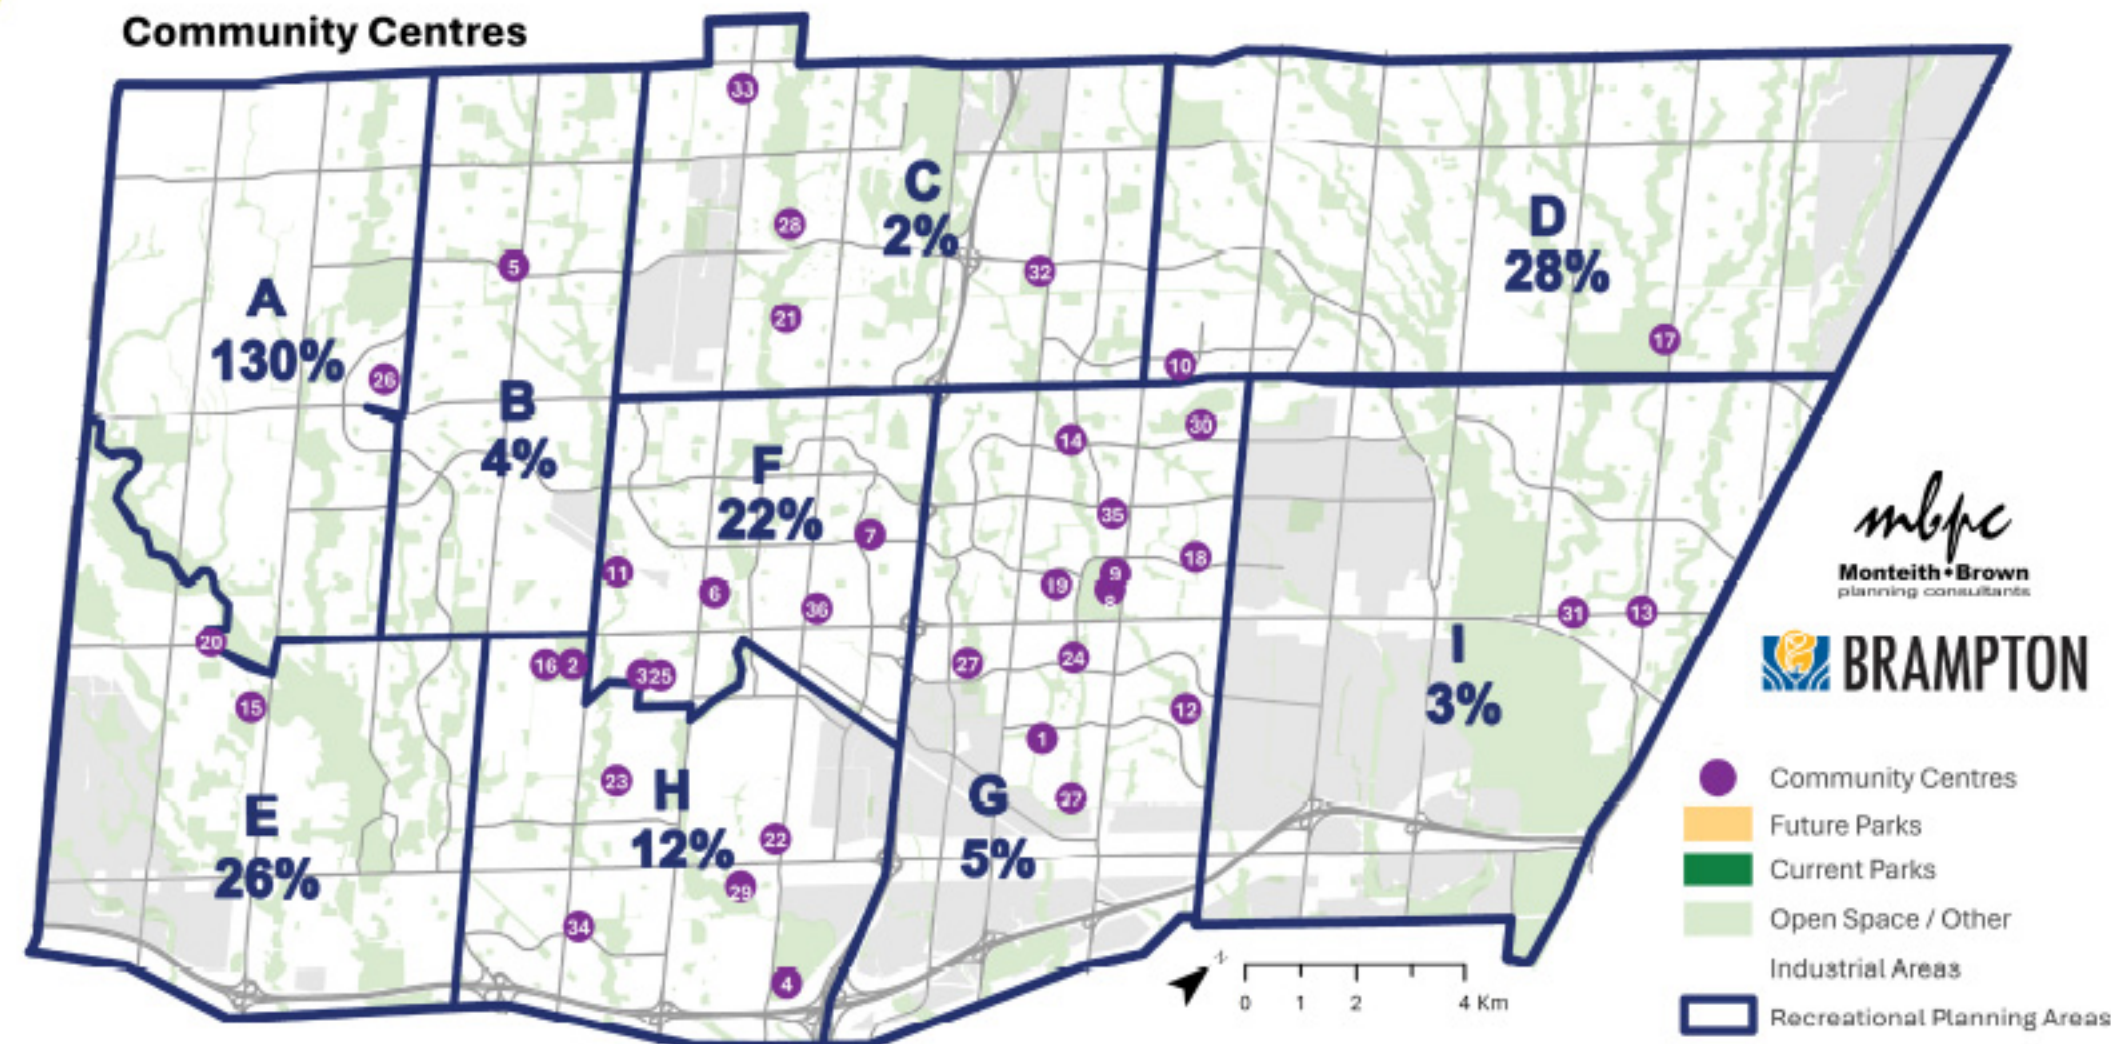 Community Centres
33
C
2%
28
D
28%
5
32
A
130%
21
17
10
26
B
4%
30
14
F
22%
35
7
mbpc
Monteith•Brown
planning consultants
11
18
9
19
6
8
36
31
13
20
16
2
27
24
325
I
3%
BRAMPTON
15
12
1
Community Centres
23
H
12%
G
5%
27
E
26%
22
Future Parks
Current Parks
29
Open Space / Other
34
N
Industrial Areas
4
0 1 2 4 Km
Recreational Planning Areas